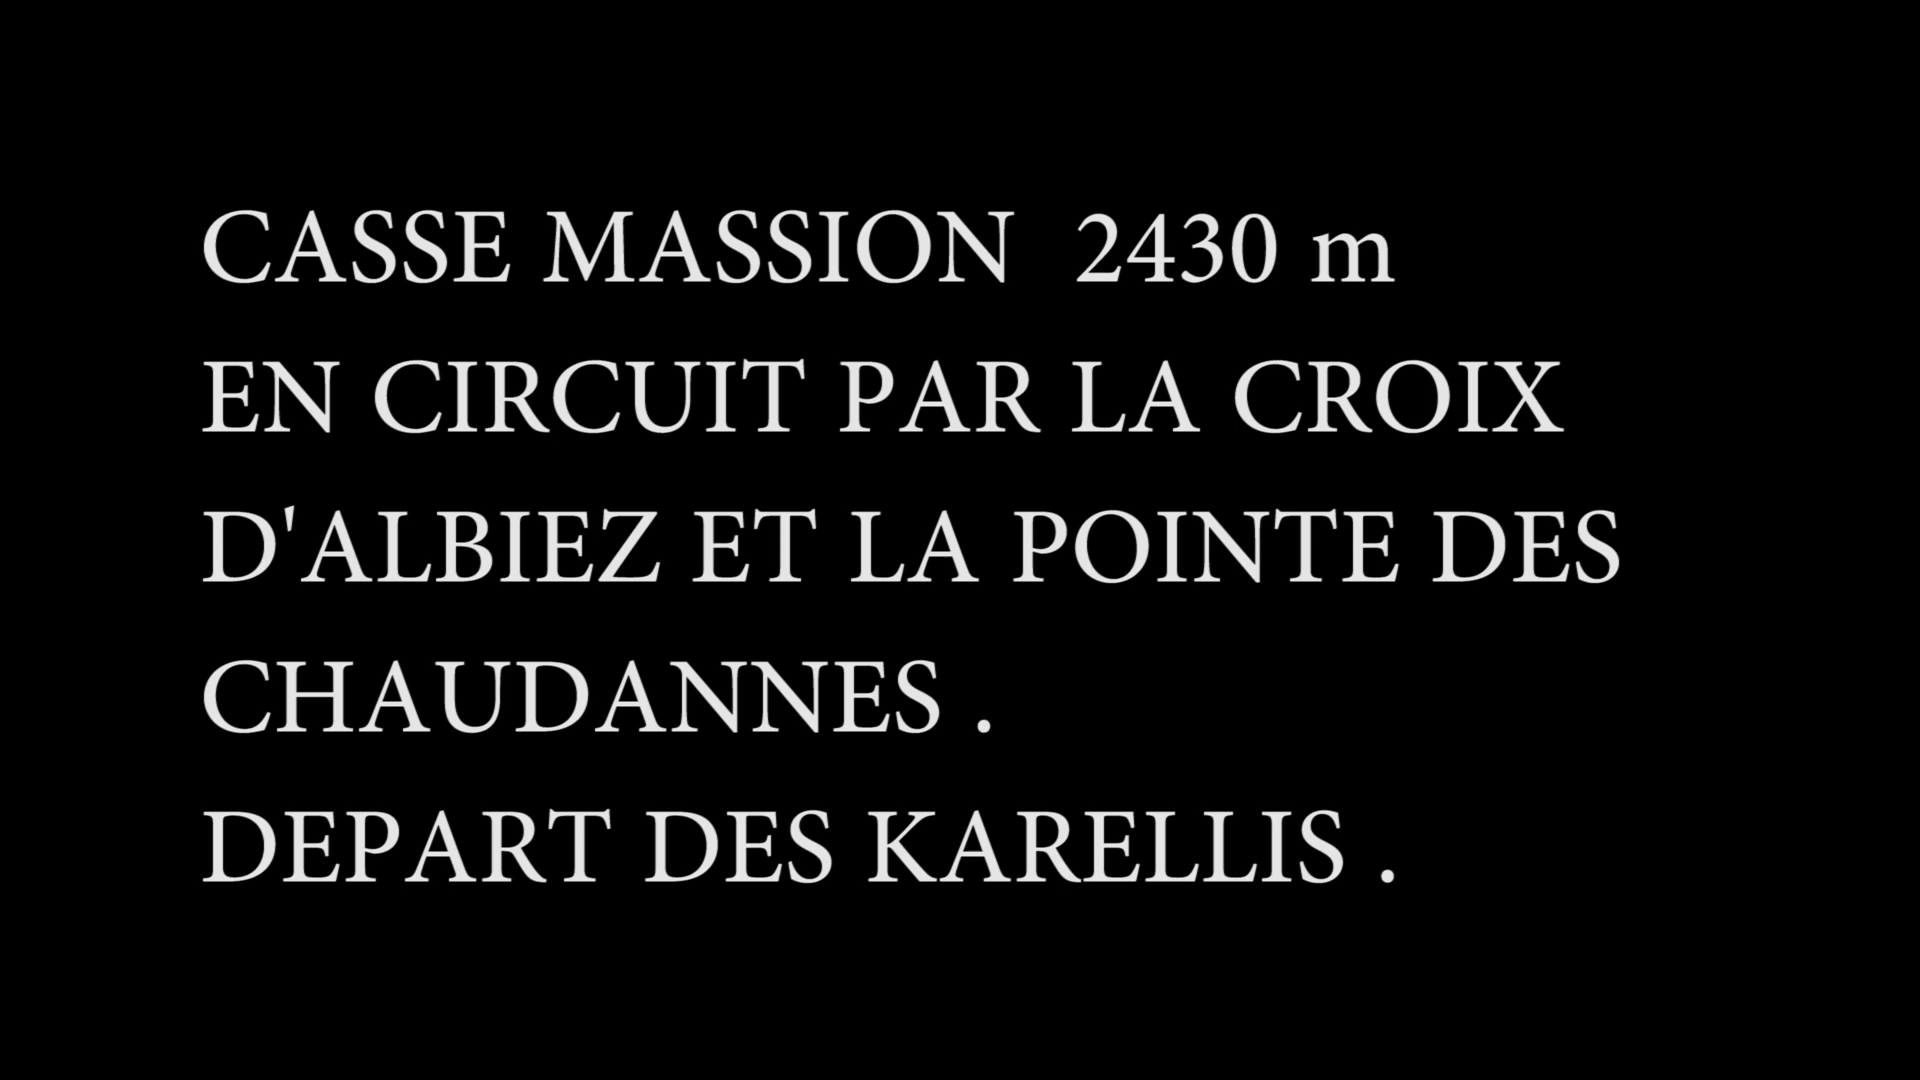 CASSE MASSION  2430 m
EN CIRCUIT PAR LA CROIX
D'ALBIEZ ET LA POINTE DES
CHAUDANNES .
DEPART DES KARELLIS .